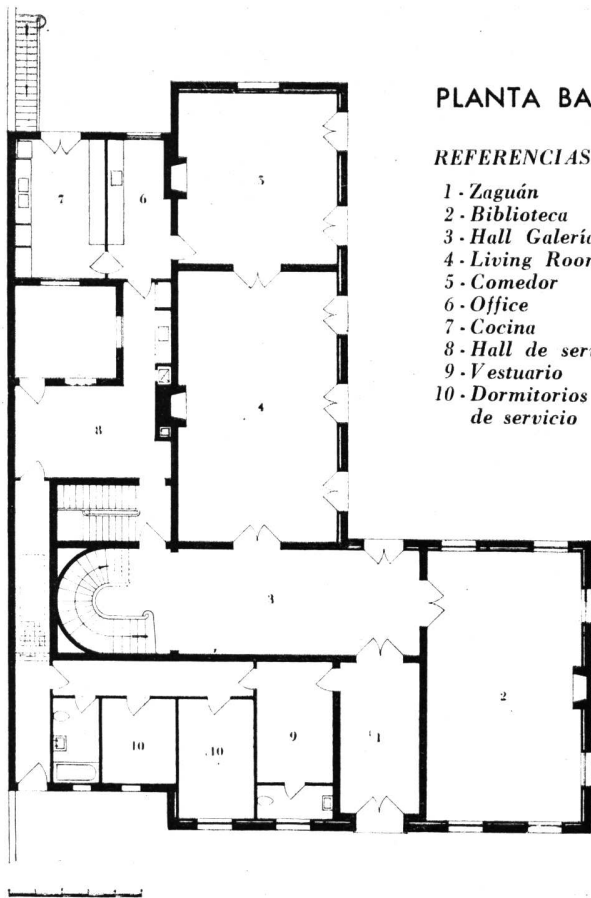 PLANTA BA
REFERENCIAS
1 - Zaguán
2 - Biblioteca
3 - Hall Galería
4 - Living Roo
5 - Comedor
6 - Office
7 - Cocina
8 - Hall de ser
9 - Vestuario
10 - Dormitorios
de servicio
7
6
5
4
8
3
2
10
10
9
1